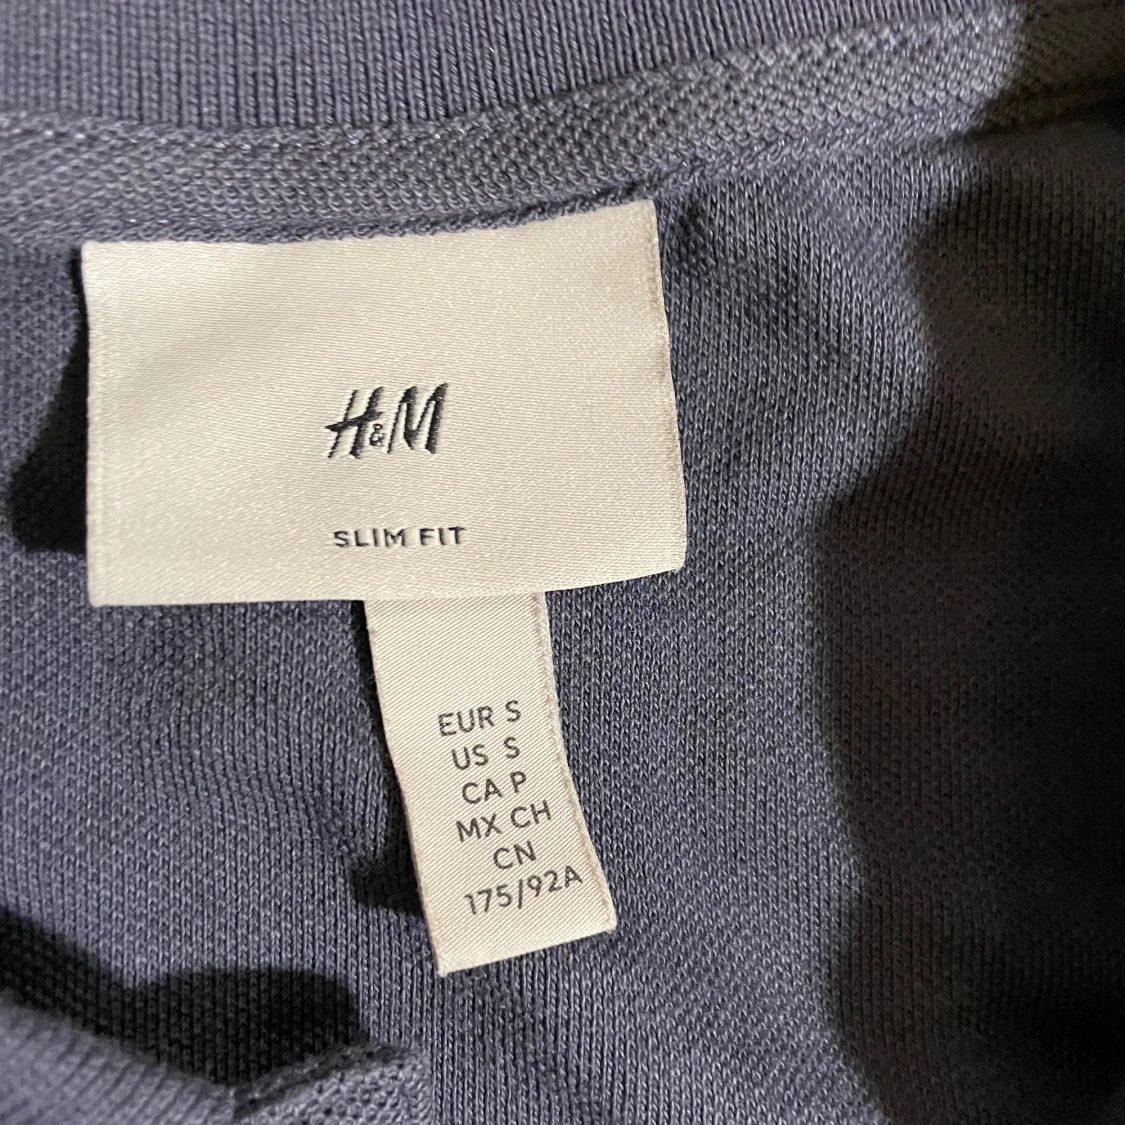 H&M
SLIM FIT
EUR S
US S
CA P
MX CH
CN
175/92A